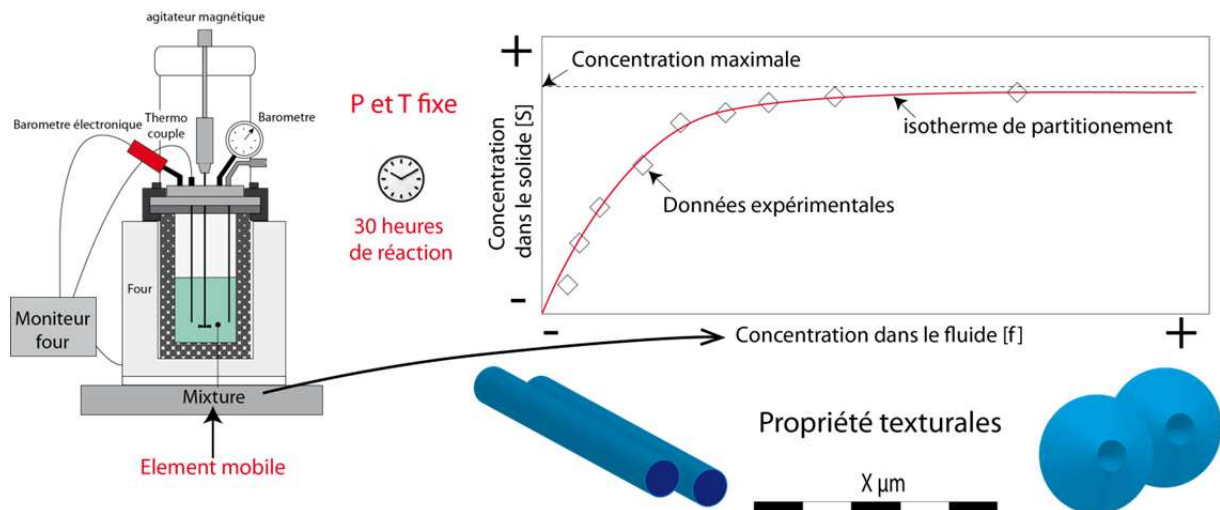 agitateur magnétique
Barometre électronique
Thermo
couple
Barometre
P et T fixe
30 heures
de réaction
Four
Moniteur
four
Mixture
Element mobile
+
Concentration
dans le solide [S]
-
Concentration maximale
isotherme de partitionement
Données expérimentales
-
Concentration dans le fluide [f]
+
Propriété texturales
X µm